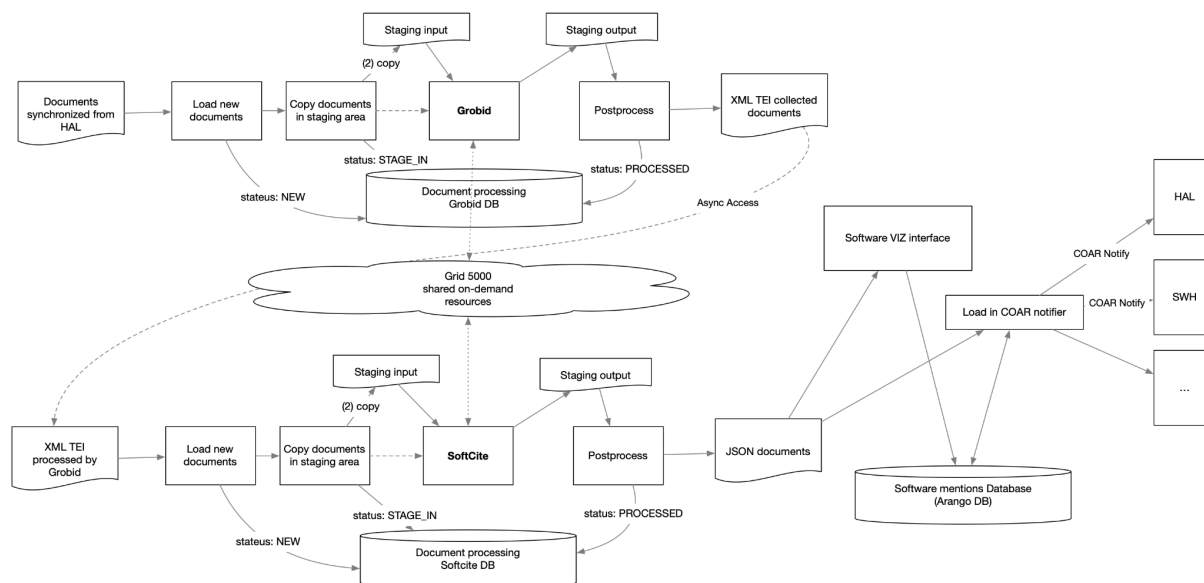 Staging input
Staging output
(2) copy
Documents
synchronized from
HAL
Load new
documents
Copy documents
in staging area
Grobid
Postprocess
XML TEI collected
documents
status: STAGE_IN
status: PROCESSED
stateus: NEW
Document processing
Grobid DB
Async Access
HAL
Software VIZ interface
COAR Notify
Grid 5000
shared on-demand
resources
Load in COAR notifier
COAR Notify
SWH
Staging input
Staging output
(2) copy
...
XML TEI
processed by
Grobid
Load new
documents
Copy documents
in staging area
SoftCite
Postprocess
JSON documents
Software mentions Database
(Arango DB)
status: STAGE_IN
status: PROCESSED
stateus: NEW
Document processing
Softcite DB